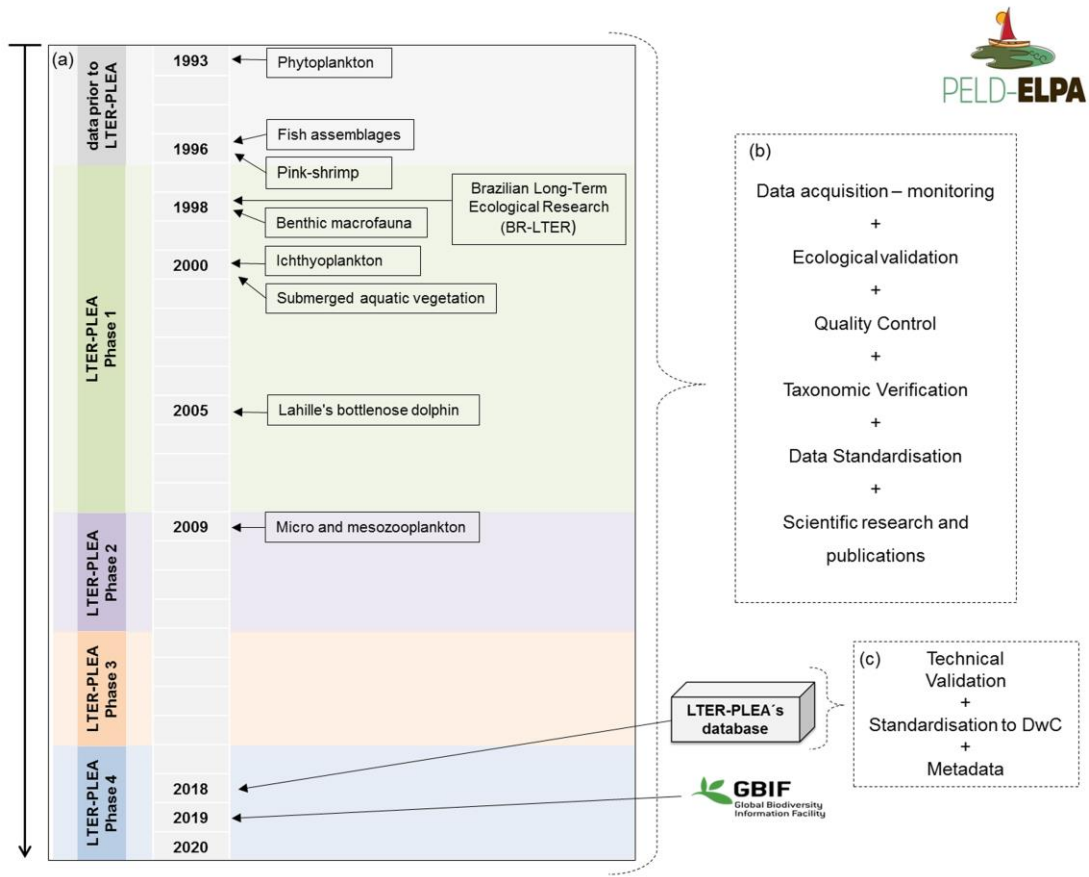 (a)
data prior to
LTER-PLEA
1993
Phytoplankton
Fish assemblages
1996
Pink-shrimp
LTER-PLEA
Phase 1
Brazilian Long-Term
Ecological Research
(BR-LTER)
1998
Benthic macrofauna
2000
Ichthyoplankton
Submerged aquatic vegetation
2005
Lahille's bottlenose dolphin
LTER-PLEA
Phase 2
2009
Micro and mesozooplankton
LTER-PLEA
Phase 3
LTER-PLEA
Phase 4
2018
2019
2020
LTER-PLEA´s
database
GBIF
Global Biodiversity
Information Facility
PELD-ELPA
(b)
Data acquisition – monitoring
+
Ecological validation
+
Quality Control
+
Taxonomic Verification
+
Data Standardisation
+
Scientific research and
publications
(c)
Technical
Validation
+
Standardisation to DwC
+
Metadata